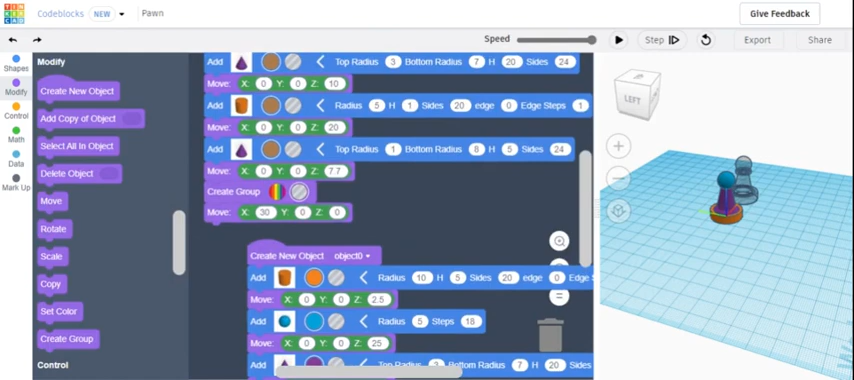 TIN KER CAD
Codeblocks NEW Pawn
Give Feedback
Speed
Step
Export
Share
Shapes
Modify
Control
Math
Data
Mark Up
Modify
Create New Object
Add Copy of Object
Select All In Object
Delete Object
Move
Rotate
Scale
Copy
Set Color
Create Group
Control
Add Top Radius 3 Bottom Radius 7 H 20 Sides 24
Move: X: 0 Y: 0 Z: 10
Add Radius 5 H 1 Sides 20 edge 0 Edge Steps 1
Move: X: 0 Y: 0 Z: 20
Add Top Radius 1 Bottom Radius 8 H 5 Sides 24
Move: X: 0 Y: 0 Z: 7.7
Create Group
Move: X: 30 Y: 0 Z: 0
Create New Object object0
Add Radius 10 H 5 Sides 20 edge 0 Edge S
Move: X: 0 Y: 0 Z: 2.5
Add Radius 5 Steps 18
Move: X: 0 Y: 0 Z: 25
Add Top Radius 3 Bottom Radius 7 H 20 Sides
LEFT